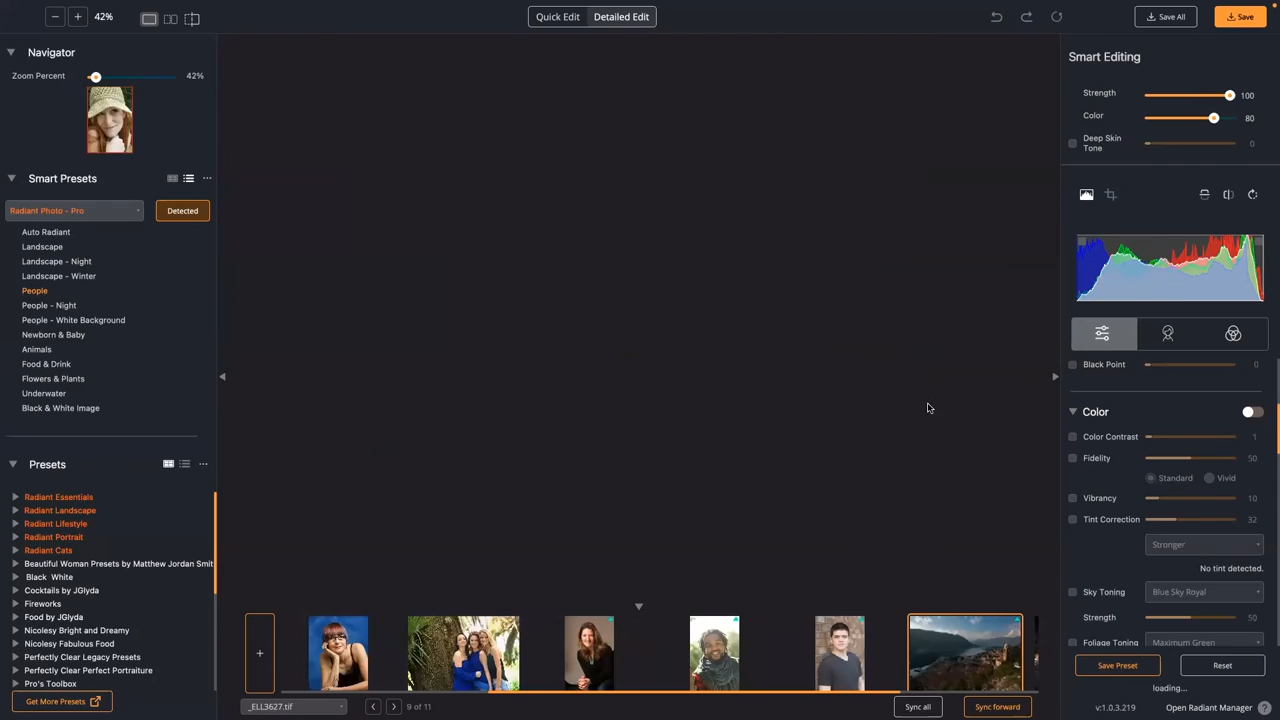 42%
Quick Edit
Detailed Edit
Save All
Save
Navigator
Zoom Percent
42%
Smart Presets
Radiant Photo - Pro
Detected
Auto Radiant
Landscape
Landscape - Night
Landscape - Winter
People
People - Night
People - White Background
Newborn & Baby
Animals
Food & Drink
Flowers & Plants
Underwater
Black & White Image
Presets
Radiant Essentials
Radiant Landscape
Radiant Lifestyle
Radiant Portrait
Radiant Cats
Beautiful Woman Presets by Matthew Jordan Smit
Black White
Cocktails by JGlyda
Fireworks
Food by JGlyda
Nicolesy Bright and Dreamy
Nicolesy Fabulous Food
Perfectly Clear Legacy Presets
Perfectly Clear Perfect Portraiture
Pro's Toolbox
Get More Presets
_ELL3627.tif
9 of 11
Sync all
Sync forward
Smart Editing
Strength 100
Color 80
Deep Skin
Tone 0
Black Point 0
Color
Color Contrast 1
Fidelity 50
Standard Vivid
Vibrancy 10
Tint Correction 32
Stronger
No tint detected.
Sky Toning Blue Sky Royal
Strength 50
Foliage Toning Maximum Green
Save Preset
Reset
loading...
v:1.0.3.219
Open Radiant Manager